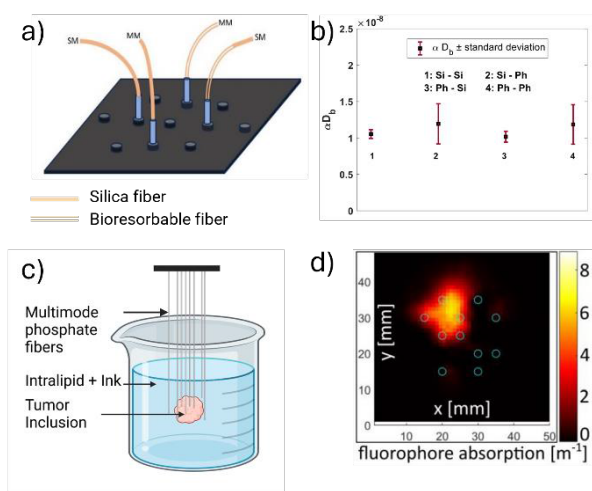 a)
SM
MM
MM
SM
Silica fiber
Bioresorbable fiber
b)
×10⁻⁸
2.5
2
1.5
1
0.5
0
αD_b
α D_b ± standard deviation
1: Si - Si 2: Si - Ph
3: Ph - Si 4: Ph - Ph
1
2
3
4
c)
Multimode
phosphate
fibers
Intralipid + Ink
Tumor
Inclusion
d)
40
30
20
10
0
y [mm]
x [mm]
10 20 30 40 50
8
6
4
2
0
fluorophore absorption [m⁻¹]